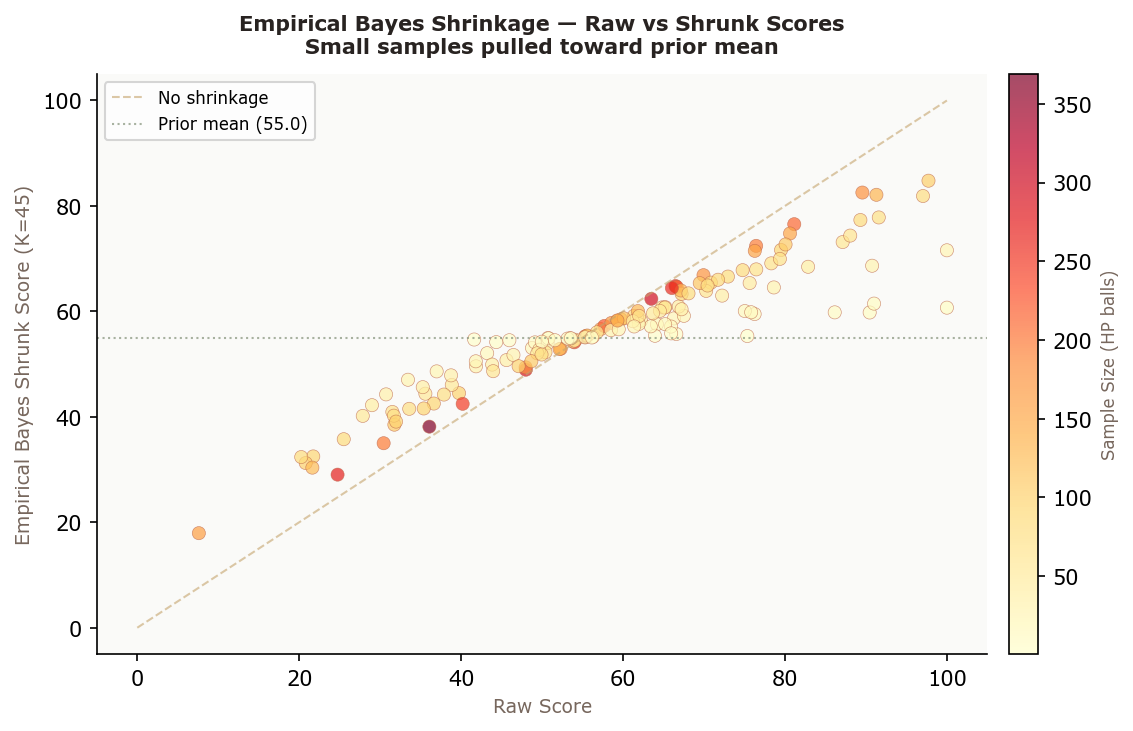 Empirical Bayes Shrinkage — Raw vs Shrunk Scores
Small samples pulled toward prior mean
No shrinkage
Prior mean (55.0)
100
80
60
40
20
0
Empirical Bayes Shrunk Score (K=45)
0 20 40 60 80 100
Raw Score
350
300
250
200
150
100
50
Sample Size (HP balls)